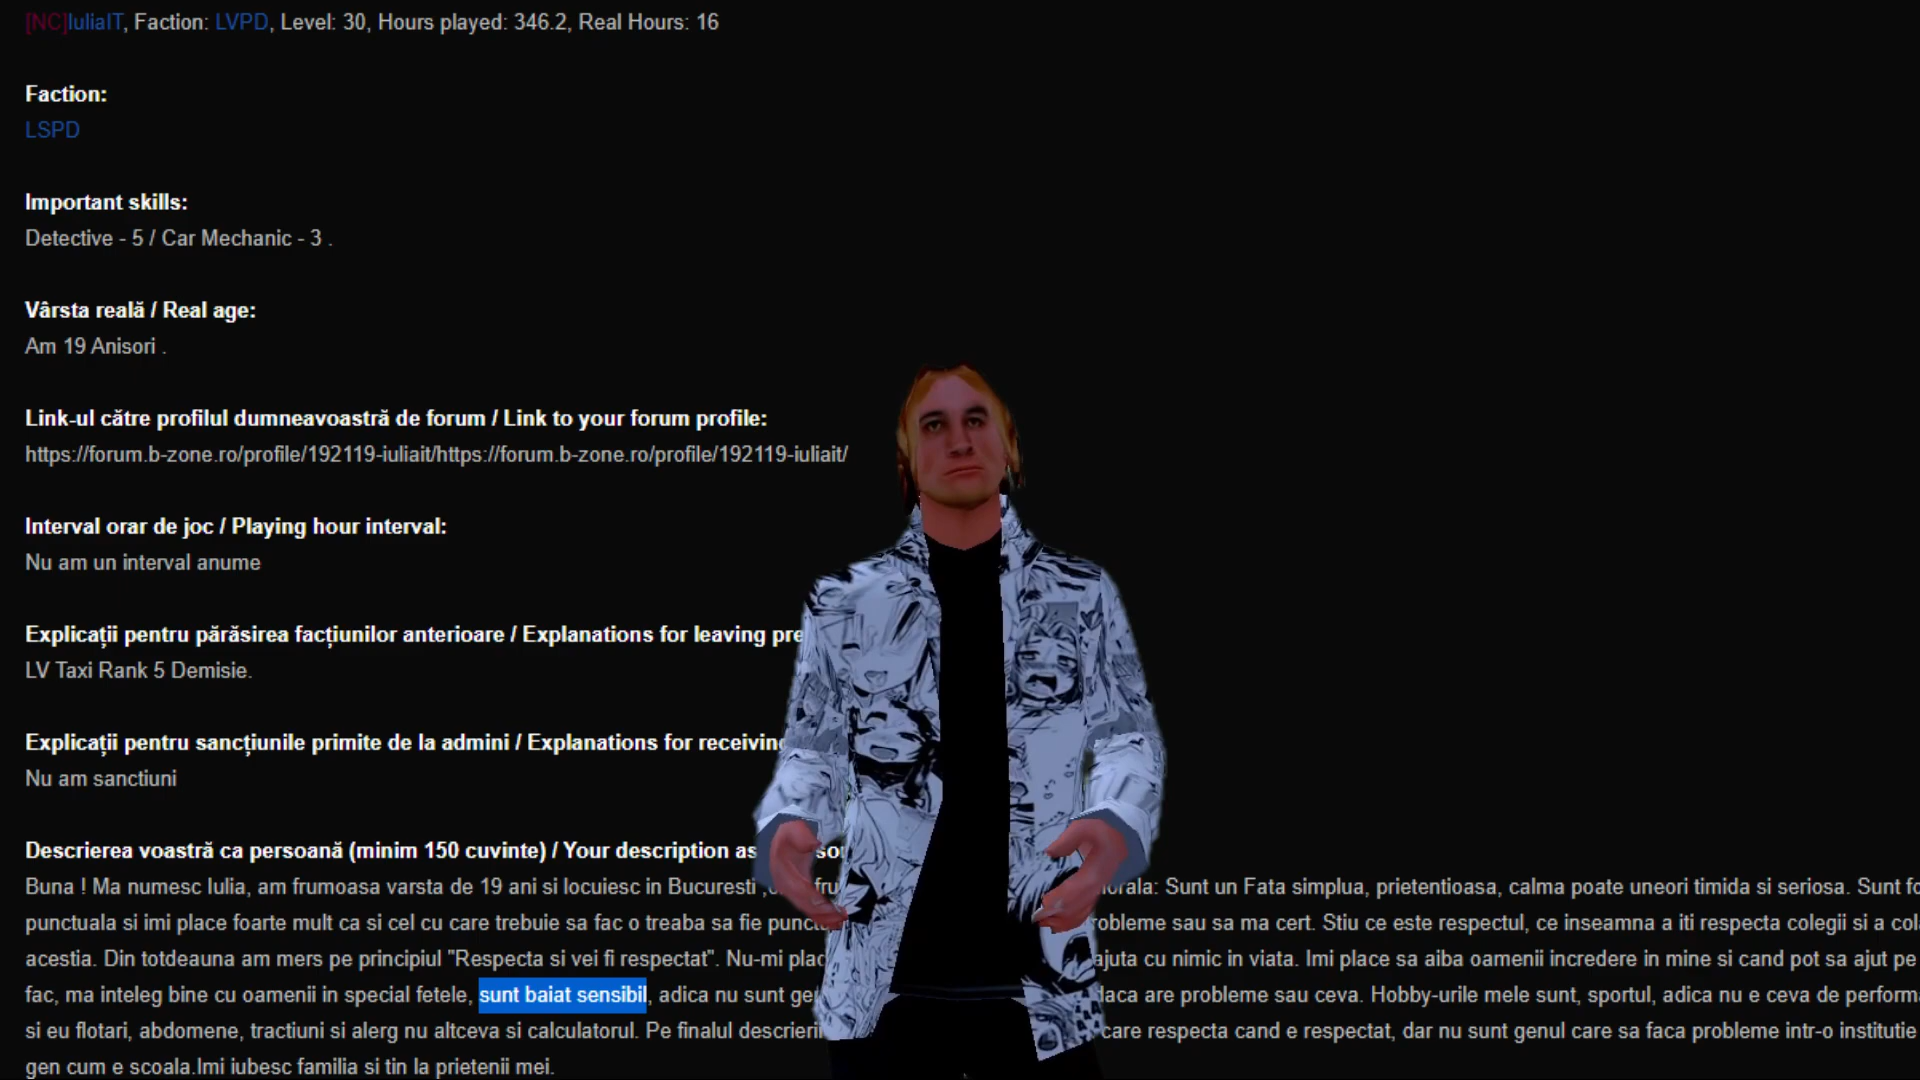 [NC]IuliaIT, Faction: LVPD, Level: 30, Hours played: 346.2, Real Hours: 16
Faction:
LSPD
Important skills:
Detective - 5 / Car Mechanic - 3 .
Vârsta reală / Real age:
Am 19 Anisori .
Link-ul către profilul dumneavoastră de forum / Link to your forum profile:
https://forum.b-zone.ro/profile/192119-iuliait/https://forum.b-zone.ro/profile/192119-iuliait/
Interval orar de joc / Playing hour interval:
Nu am un interval anume
Explicații pentru părăsirea facțiunilor anterioare / Explanations for leaving
LV Taxi Rank 5 Demisie.
Explicații pentru sancțiunile primite de la admini / Explanations for receiving
Nu am sanctiuni
Descrierea voastră ca persoană (minim 150 cuvinte) / Your description as
Buna ! Ma numesc Iulia, am frumoasa varsta de 19 ani si locuiesc in Bucuresti Sunt un Fata simplua, prietentioasa, calma poate uneori timida si serioasa. Sunt
punctuala si imi place foarte mult ca si cel cu care trebuie sa fac o treaba sa fie sau sa ma cert. Stiu ce este respectul, ce inseamna a iti respecta colegii si a
acestia. Din totdeauna am mers pe principiul "Respecta si vei fi respectat". Nu-mi cu nimic in viata. Imi place sa aiba oamenii incredere in mine si cand pot sa ajut pe
fac, ma inteleg bine cu oamenii in special fetele, sunt baiat sensibil, adica nu sunt are probleme sau ceva. Hobby-urile mele sunt, sportul, adica nu e ceva de
si eu flotari, abdomene, tractiuni si alerg nu altceva si calculatorul. Pe finalul care respecta cand e respectat, dar nu sunt genul care sa faca probleme intr-o institutie
gen cum e scoala.Imi iubesc familia si tin la prietenii mei.